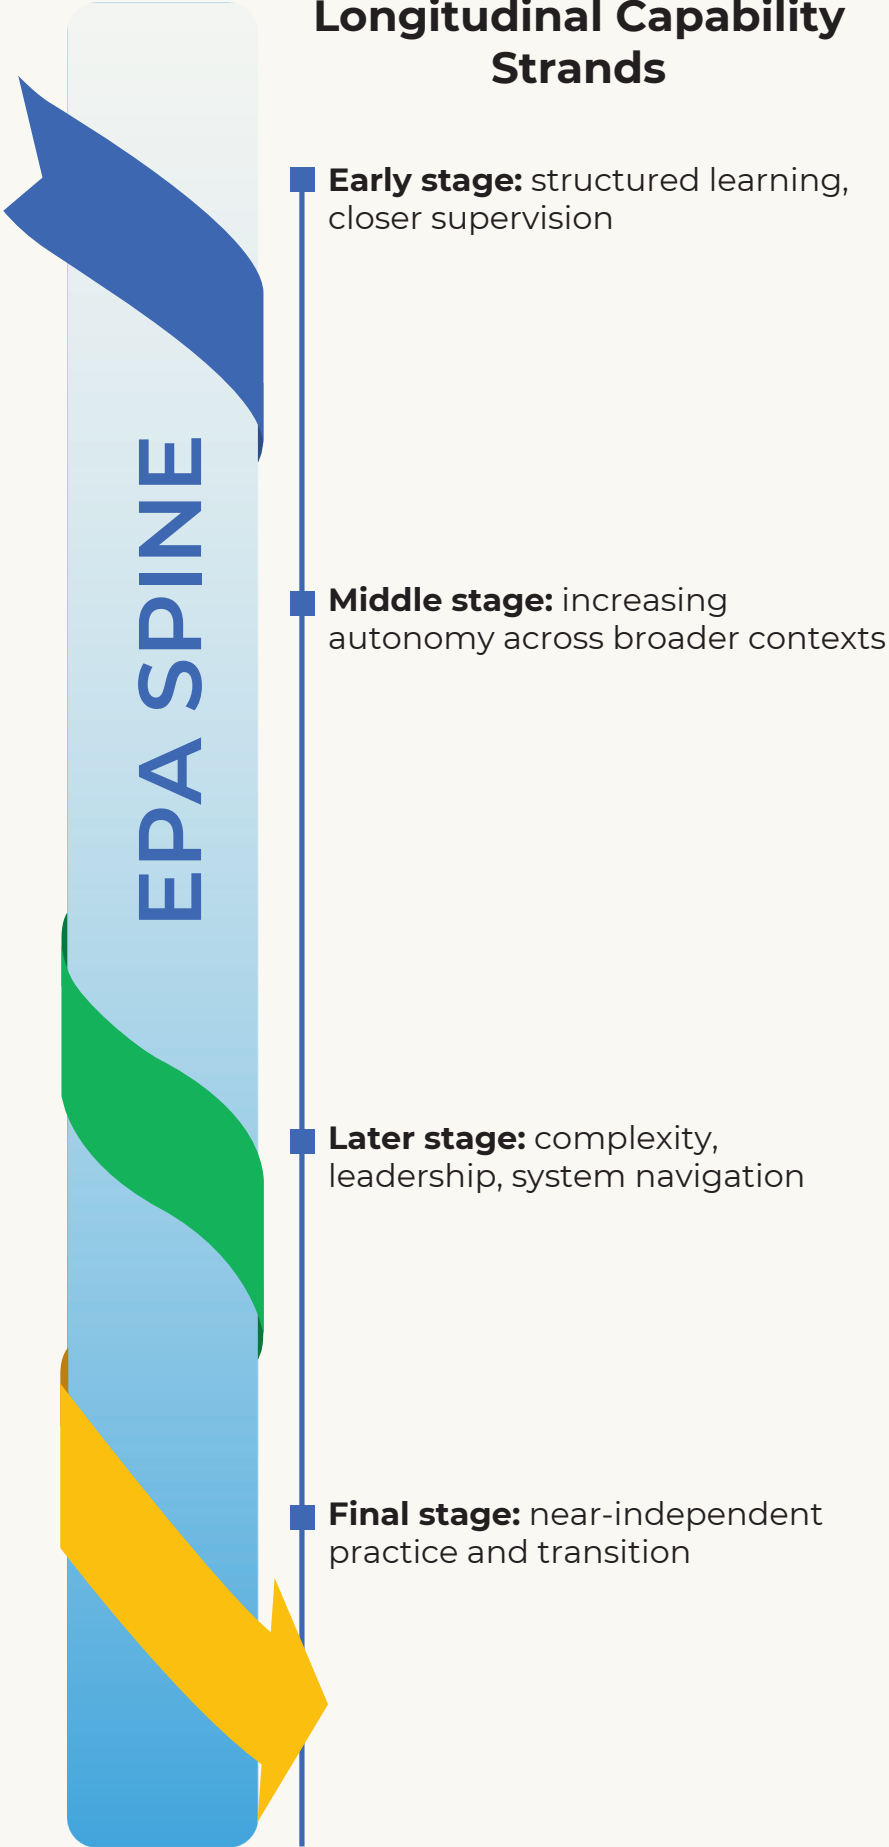 Longitudinal Capability
Strands
Early stage: structured learning,
closer supervision
EPA SPINE
Middle stage: increasing
autonomy across broader contexts
Later stage: complexity,
leadership, system navigation
Final stage: near-independent
practice and transition